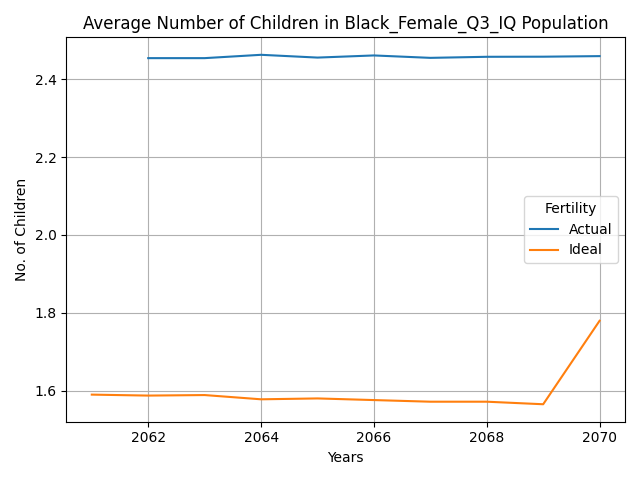 Average Number of Children in Black_Female_Q3_IQ Population
No. of Children
2.4
2.2
2.0
1.8
1.6
Fertility
Actual
Ideal
2062 2064 2066 2068 2070
Years